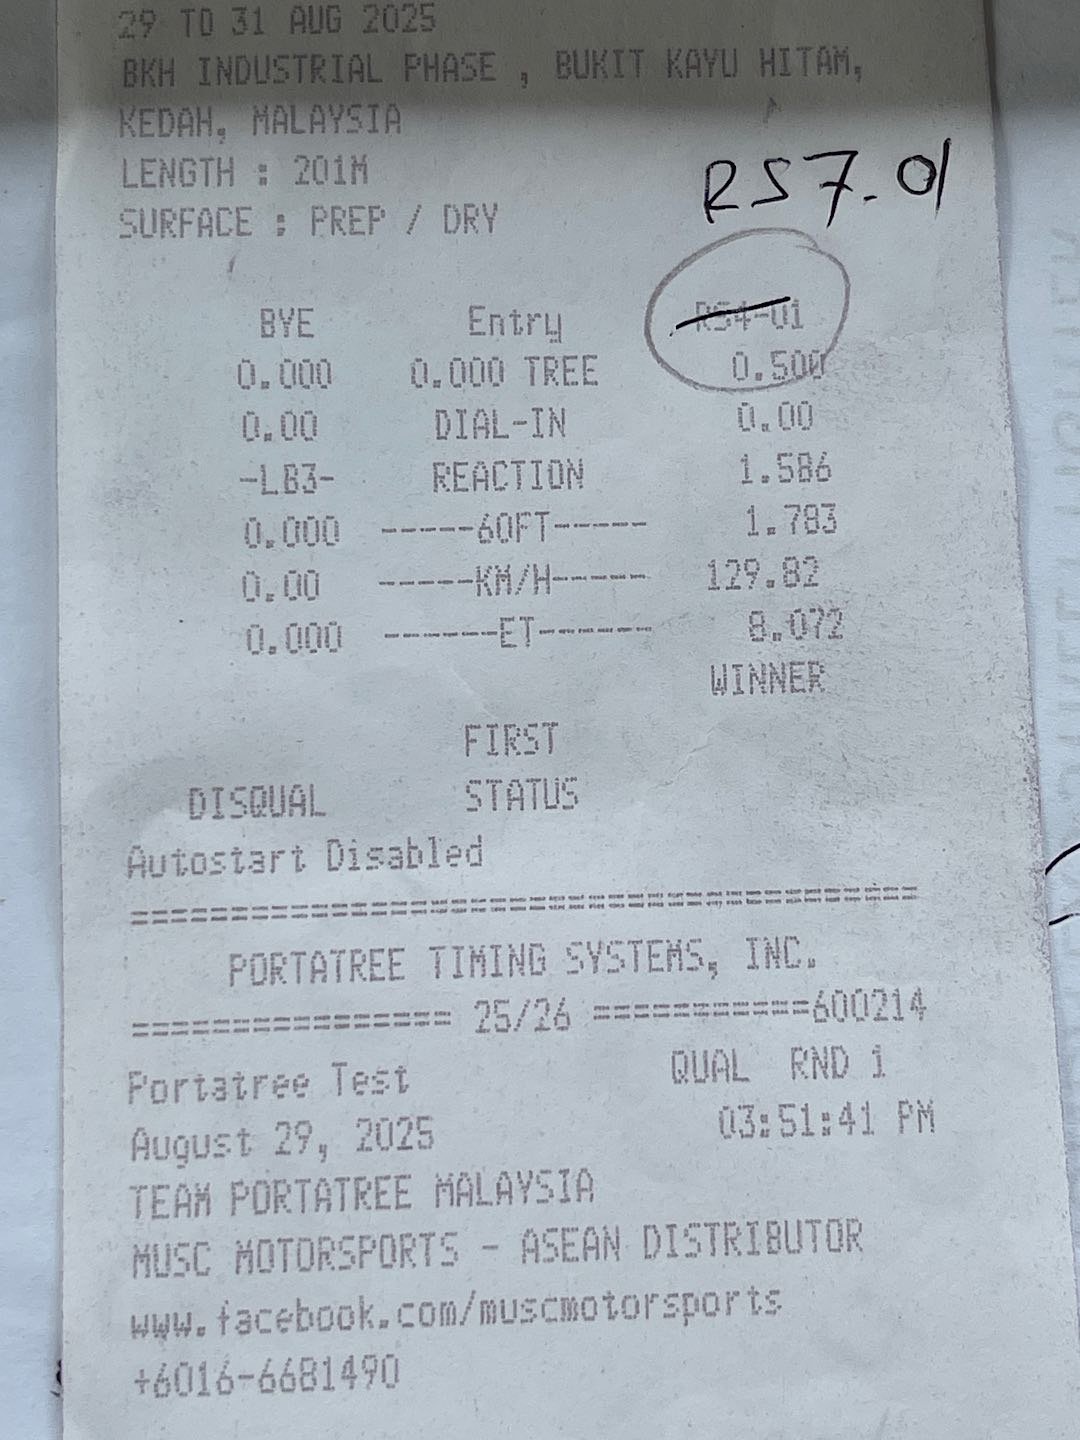 29 TO 31 AUG 2025
BKH INDUSTRIAL PHASE , BUKIT KAYU HITAM,
KEDAH, MALAYSIA
LENGTH : 201M
SURFACE : PREP / DRY
RS7-01
BYE Entry RS4-01
0.000 0.000 TREE 0.500
0.00 DIAL-IN 0.00
-LB3- REACTION 1.586
0.000 -----60FT----- 1.783
0.00 -----KM/H----- 129.82
0.000 ------ET------ 8.072
WINNER
FIRST
DISQUAL STATUS
Autostart Disabled
=======================================
PORTATREE TIMING SYSTEMS, INC.
================ 25/26 ===========600214
Portatree Test QUAL RND 1
August 29, 2025 03:51:41 PM
TEAM PORTATREE MALAYSIA
MUSC MOTORSPORTS - ASEAN DISTRIBUTOR
www.facebook.com/muscmotorsports
+6016-6681490